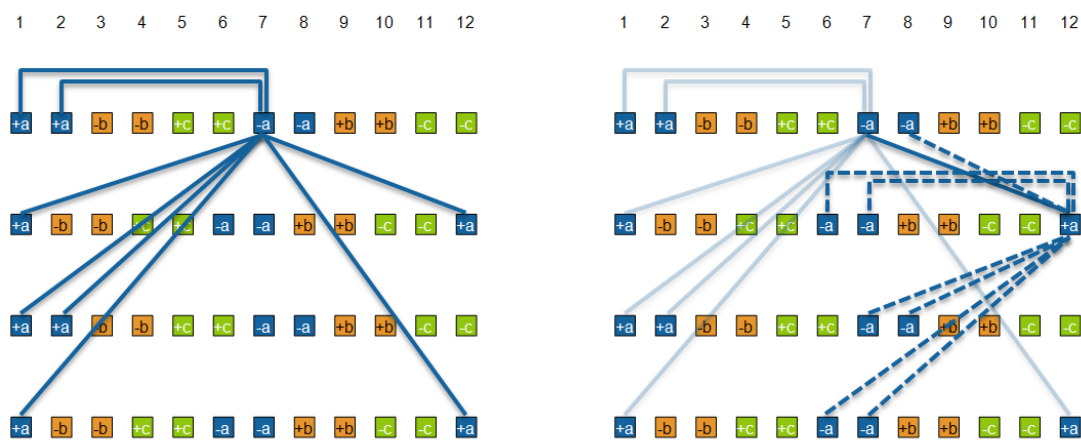 1 2 3 4 5 6 7 8 9 10 11 12
+a +a -b -b +c +c -a -a +b +b -c -c
+a -b -b +c +c -a -a +b +b -c -c +a
+a +a -b -b +c +c -a -a +b +b -c -c
+a -b -b +c +c -a -a +b +b -c -c +a
1 2 3 4 5 6 7 8 9 10 11 12
+a +a -b -b +c +c -a -a +b +b -c -c
+a -b -b +c +c -a -a +b +b -c -c +a
+a +a -b -b +c +c -a -a +b +b -c -c
+a -b -b +c +c -a -a +b +b -c -c +a